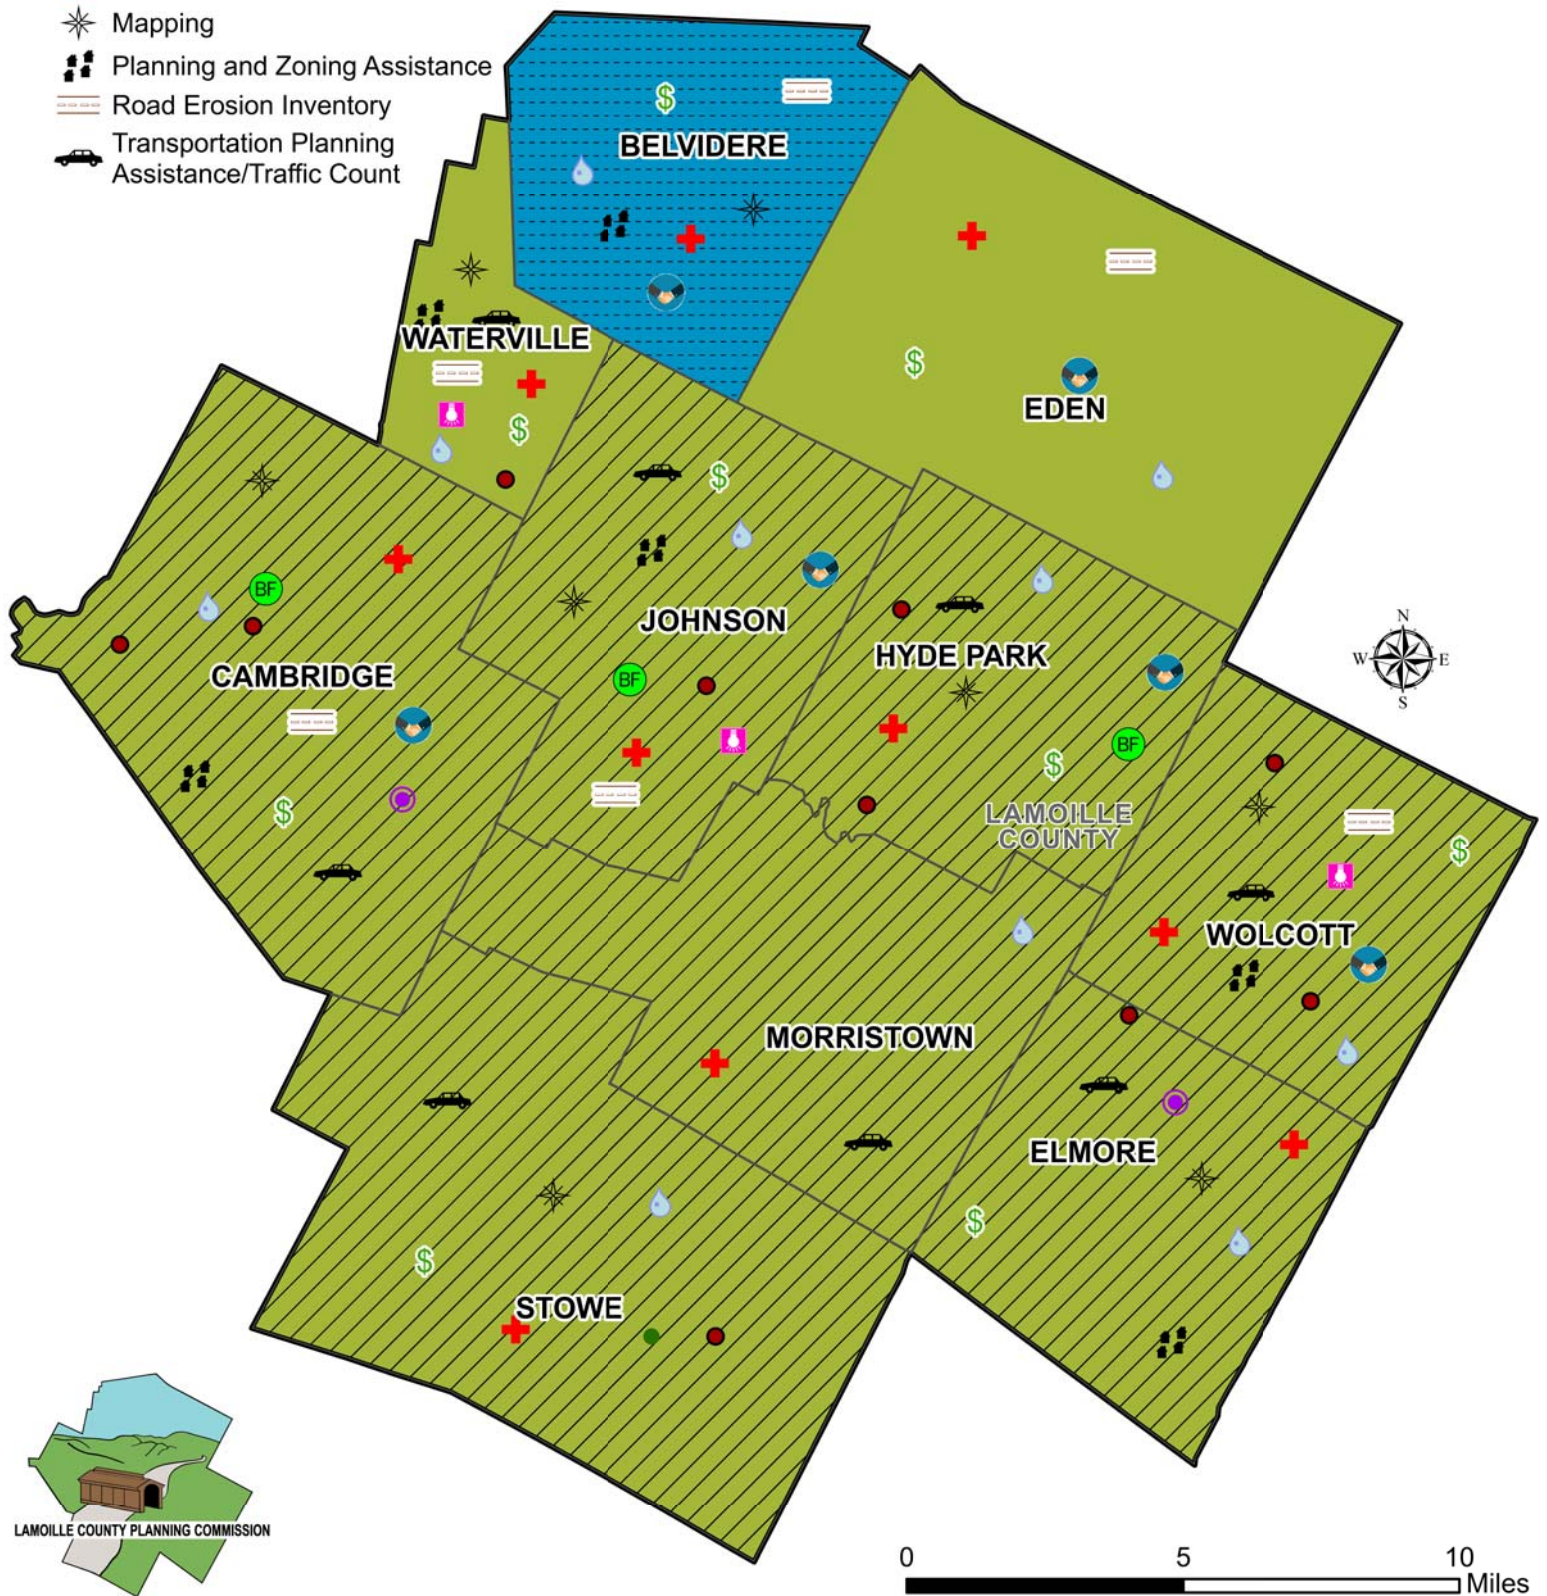 Mapping
Planning and Zoning Assistance
Road Erosion Inventory
Transportation Planning
Assistance/Traffic Count
$
BELVIDERE
WATERVILLE
$
$
EDEN
$
BF
CAMBRIDGE
$
JOHNSON
BF
HYDE PARK
BF
$
LAMOILLE
COUNTY
N
W E
S
$
WOLCOTT
MORRISTOWN
ELMORE
$
$
STOWE
LAMOILLE COUNTY PLANNING COMMISSION
0 5 10
Miles